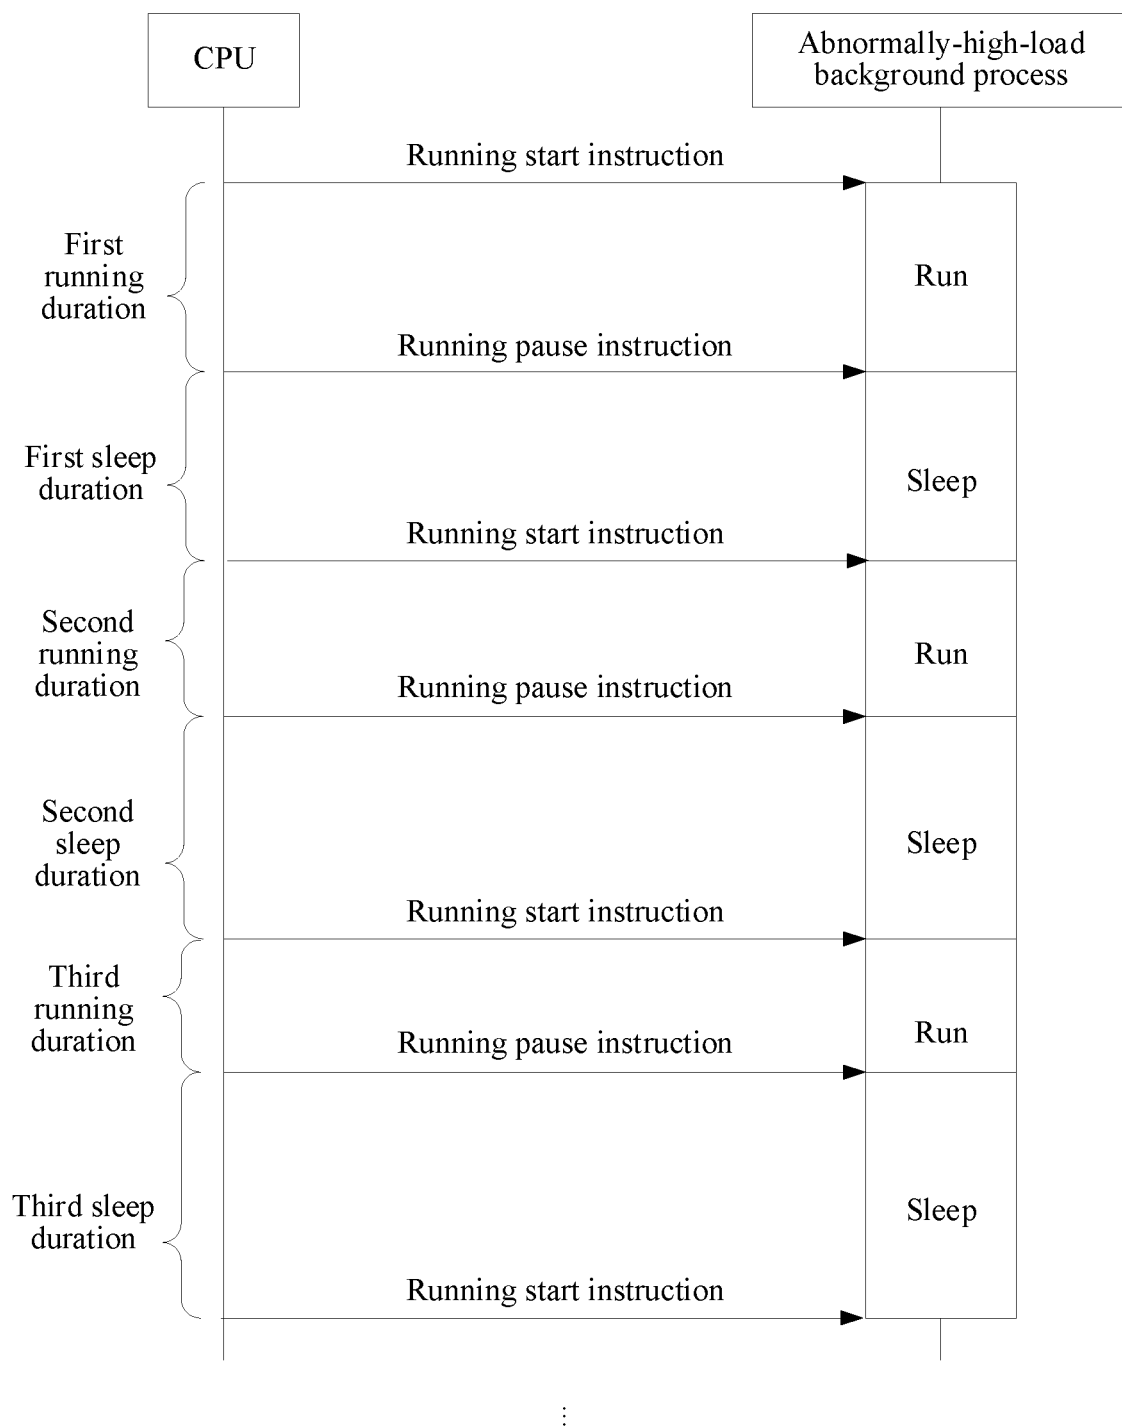 CPU
Abnormally-high-load
background process
Running start instruction
First
running
duration
Run
Running pause instruction
First sleep
duration
Sleep
Running start instruction
Second
running
duration
Run
Running pause instruction
Second
sleep
duration
Sleep
Running start instruction
Third
running
duration
Run
Running pause instruction
Third sleep
duration
Sleep
Running start instruction
⋮